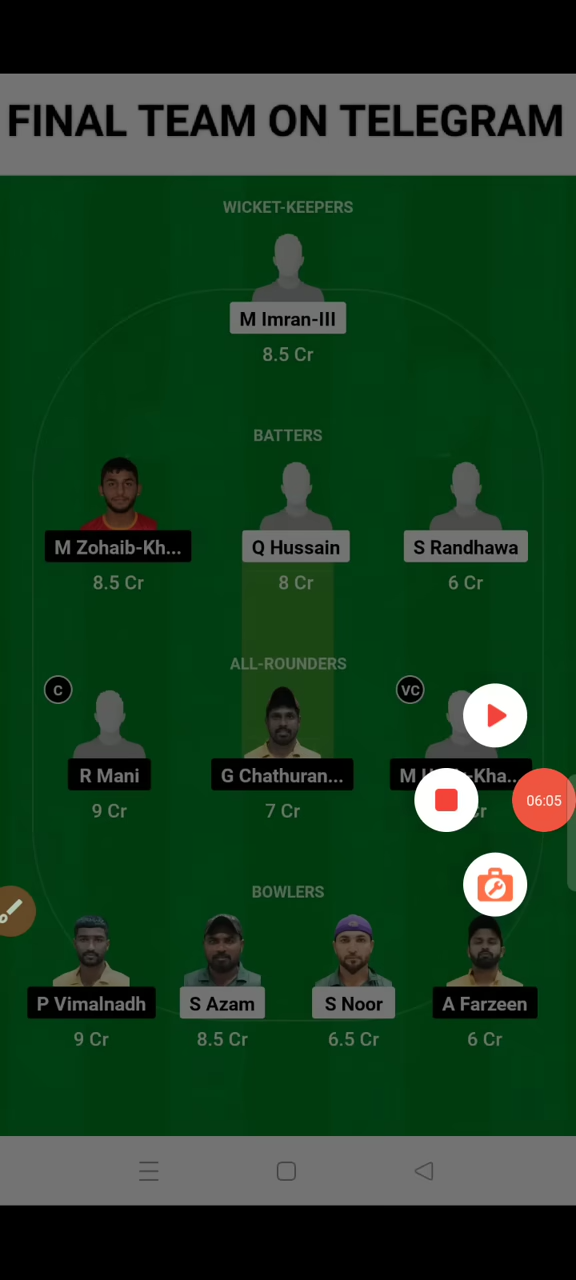 FINAL TEAM ON TELEGRAM
WICKET-KEEPERS
M Imran-III
8.5 Cr
BATTERS
M Zohaib-Kh... Q Hussain S Randhawa
8.5 Cr 8 Cr 6 Cr
ALL-ROUNDERS
C VC
R Mani G Chathuran... M
9 Cr 7 Cr
06:05
BOWLERS
P Vimalnadh S Azam S Noor A Farzeen
9 Cr 8.5 Cr 6.5 Cr 6 Cr